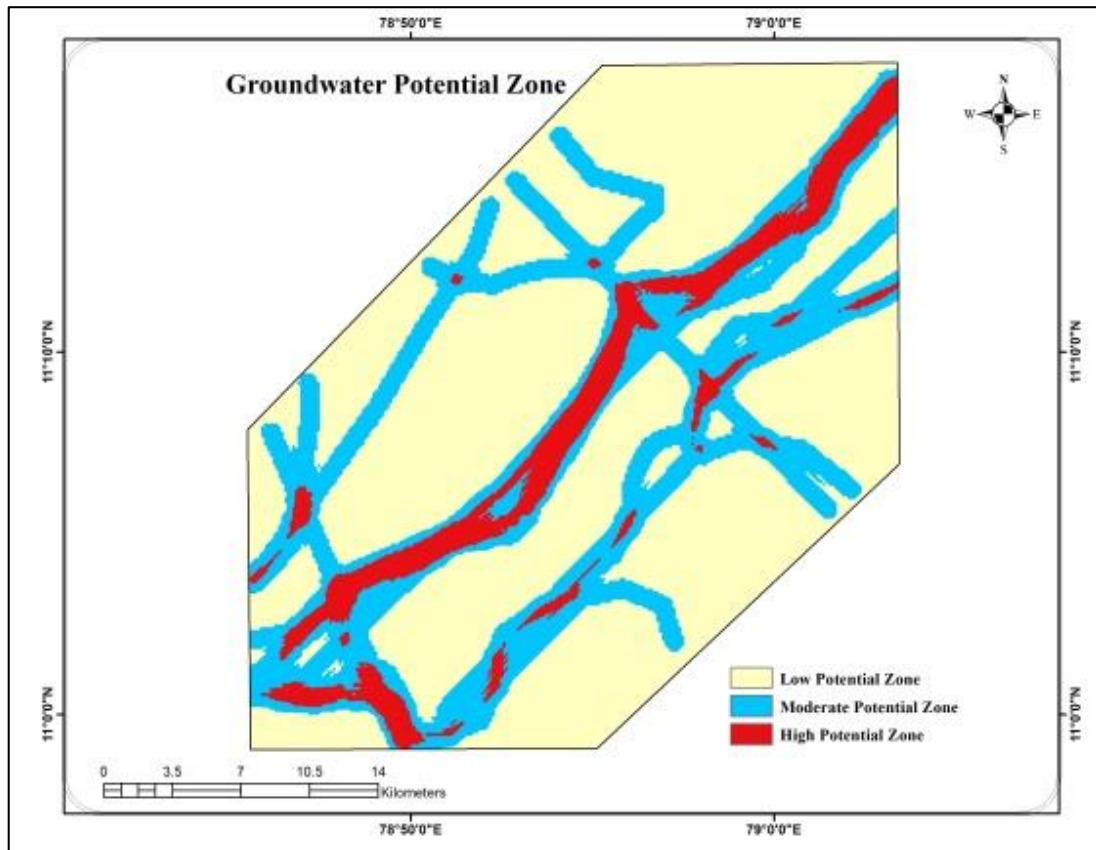 78°50'0"E 79°0'0"E
Groundwater Potential Zone
N
W E
S
11°10'0"N 11°10'0"N
Low Potential Zone
Moderate Potential Zone
High Potential Zone
11°0'0"N 11°0'0"N
0 3.5 7 10.5 14
Kilometers
78°50'0"E 79°0'0"E